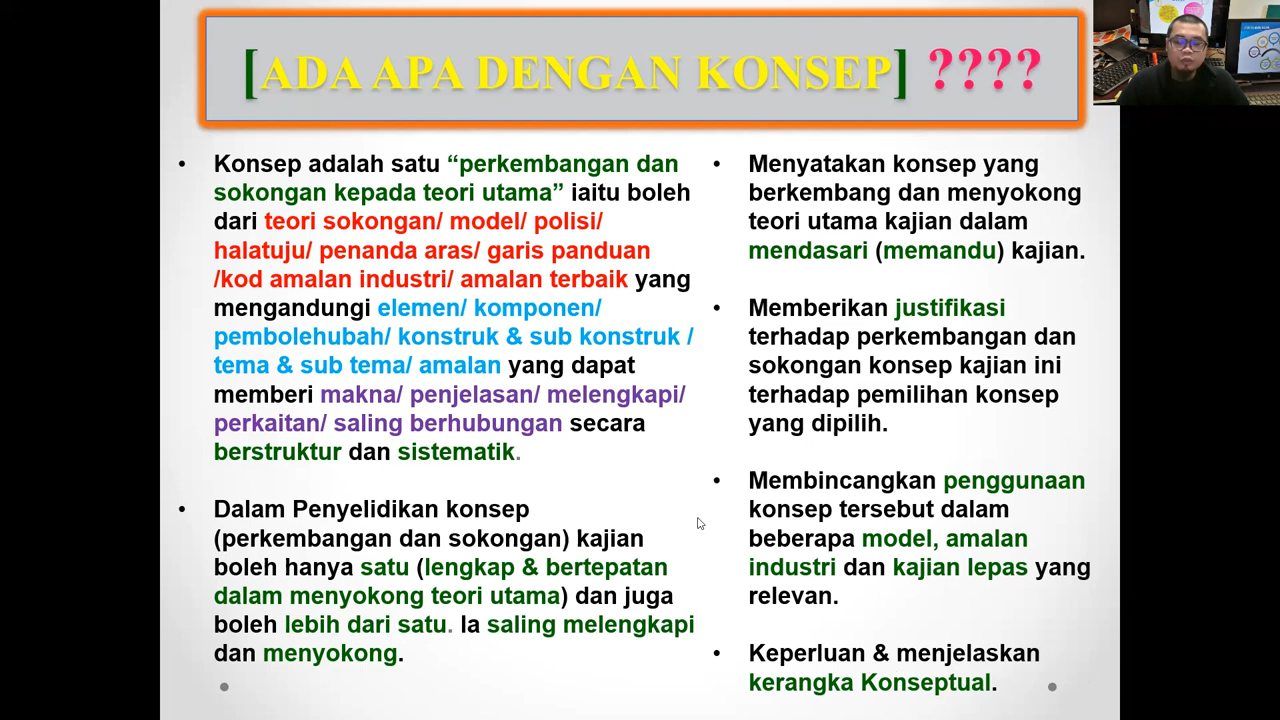 [ADA APA DENGAN KONSEP] ????
• Konsep adalah satu “perkembangan dan
sokongan kepada teori utama” iaitu boleh
dari teori sokongan/ model/ polisi/
halatuju/ penanda aras/ garis panduan
/kod amalan industri/ amalan terbaik yang
mengandungi elemen/ komponen/
pembolehubah/ konstruk & sub konstruk /
tema & sub tema/ amalan yang dapat
memberi makna/ penjelasan/ melengkapi/
perkaitan/ saling berhubungan secara
berstruktur dan sistematik.
• Dalam Penyelidikan konsep
(perkembangan dan sokongan) kajian
boleh hanya satu (lengkap & bertepatan
dalam menyokong teori utama) dan juga
boleh lebih dari satu. Ia saling melengkapi
dan menyokong.
• Menyatakan konsep yang
berkembang dan menyokong
teori utama kajian dalam
mendasari (memandu) kajian.
• Memberikan justifikasi
terhadap perkembangan dan
sokongan konsep kajian ini
terhadap pemilihan konsep
yang dipilih.
• Membincangkan penggunaan
konsep tersebut dalam
beberapa model, amalan
industri dan kajian lepas yang
relevan.
• Keperluan & menjelaskan
kerangka Konseptual.